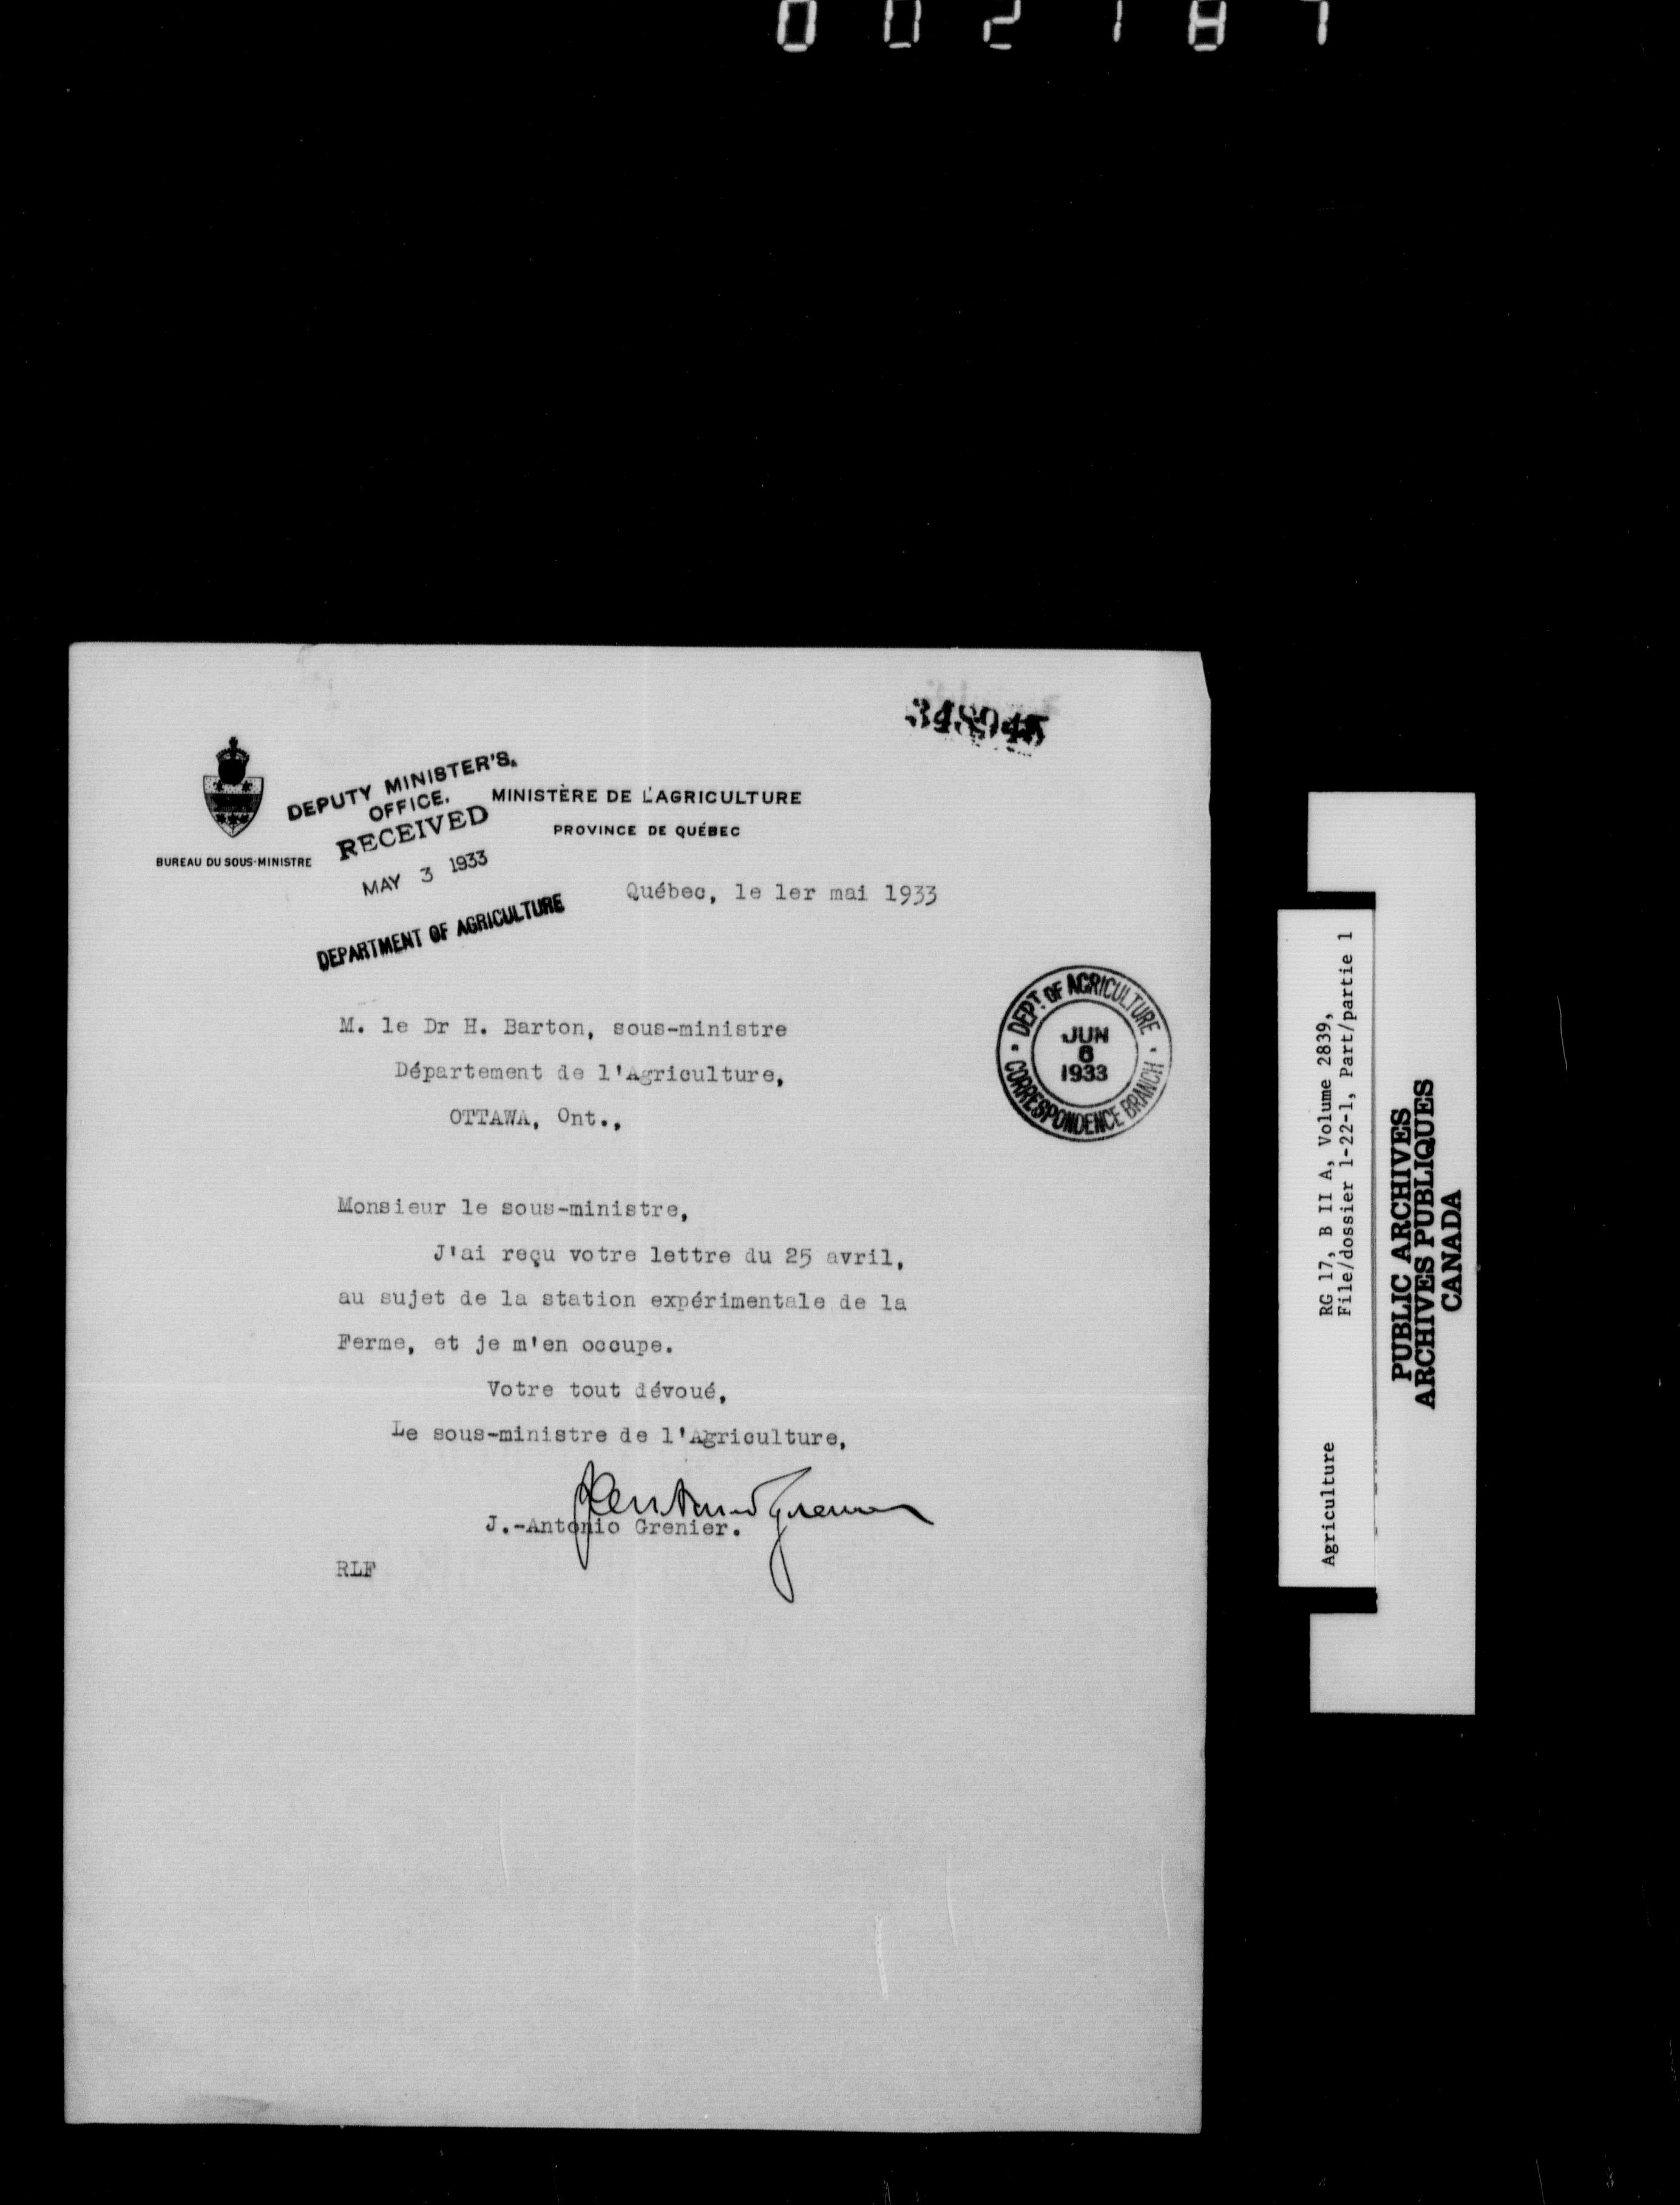 002187
348945
DEPUTY MINISTER'S
OFFICE.
RECEIVED
MAY 3 1933
DEPARTMENT OF AGRICULTURE
MINISTÈRE DE L'AGRICULTURE
PROVINCE DE QUÉBEC
BUREAU DU SOUS-MINISTRE
Québec, le 1er mai 1933
DEPT. OF AGRICULTURE
JUN
6
1933
CORRESPONDENCE BRANCH
M. le Dr H. Barton, sous-ministre
Département de l'Agriculture,
OTTAWA, Ont.,
Monsieur le sous-ministre,
J'ai reçu votre lettre du 25 avril,
au sujet de la station expérimentale de la
Ferme, et je m'en occupe.
Votre tout dévoué,
Le sous-ministre de l'Agriculture,
J.-Antonio Grenier.
RLF
Agriculture RG 17, B II A, Volume 2839,
File/dossier 1-22-1, Part/partie 1
PUBLIC ARCHIVES
ARCHIVES PUBLIQUES
CANADA